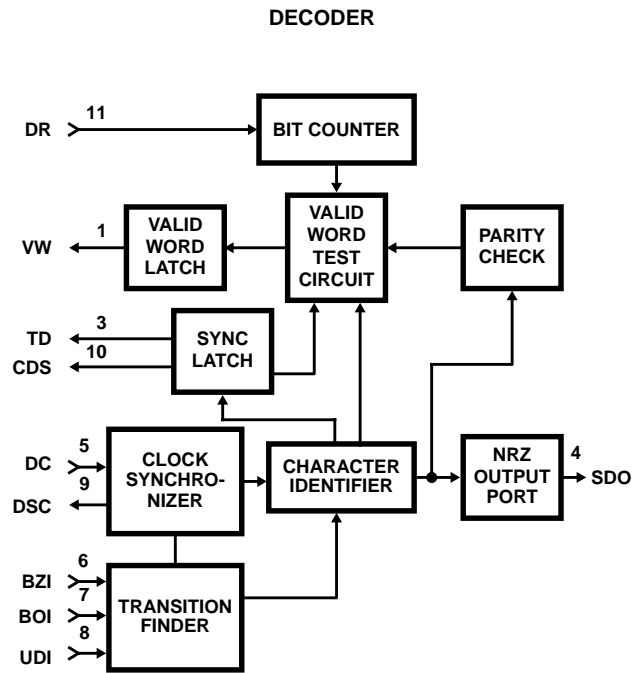 DECODER
11
DR
BIT COUNTER
1
VW
VALID
WORD
LATCH
VALID
WORD
TEST
CIRCUIT
PARITY
CHECK
3
TD
10
CDS
SYNC
LATCH
5
DC
9
DSC
CLOCK
SYNCHRO-
NIZER
CHARACTER
IDENTIFIER
NRZ
OUTPUT
PORT
4
SDO
6
BZI
7
BOI
8
UDI
TRANSITION
FINDER